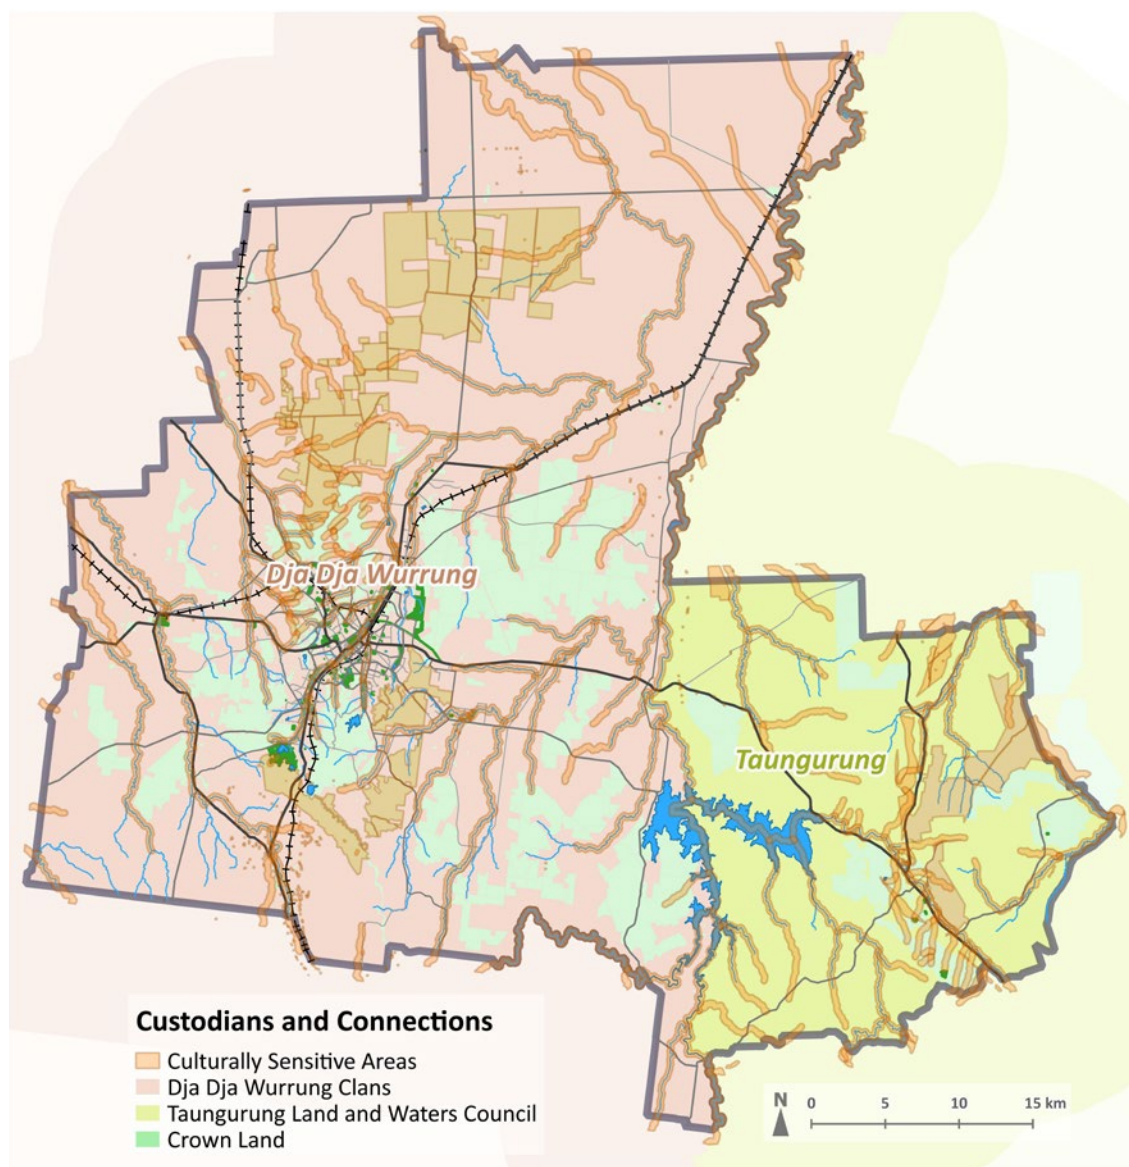 Dja Dja Wurrung
Taungurung
Custodians and Connections
Culturally Sensitive Areas
Dja Dja Wurrung Clans
Taungurung Land and Waters Council
Crown Land
N
0 5 10 15 km